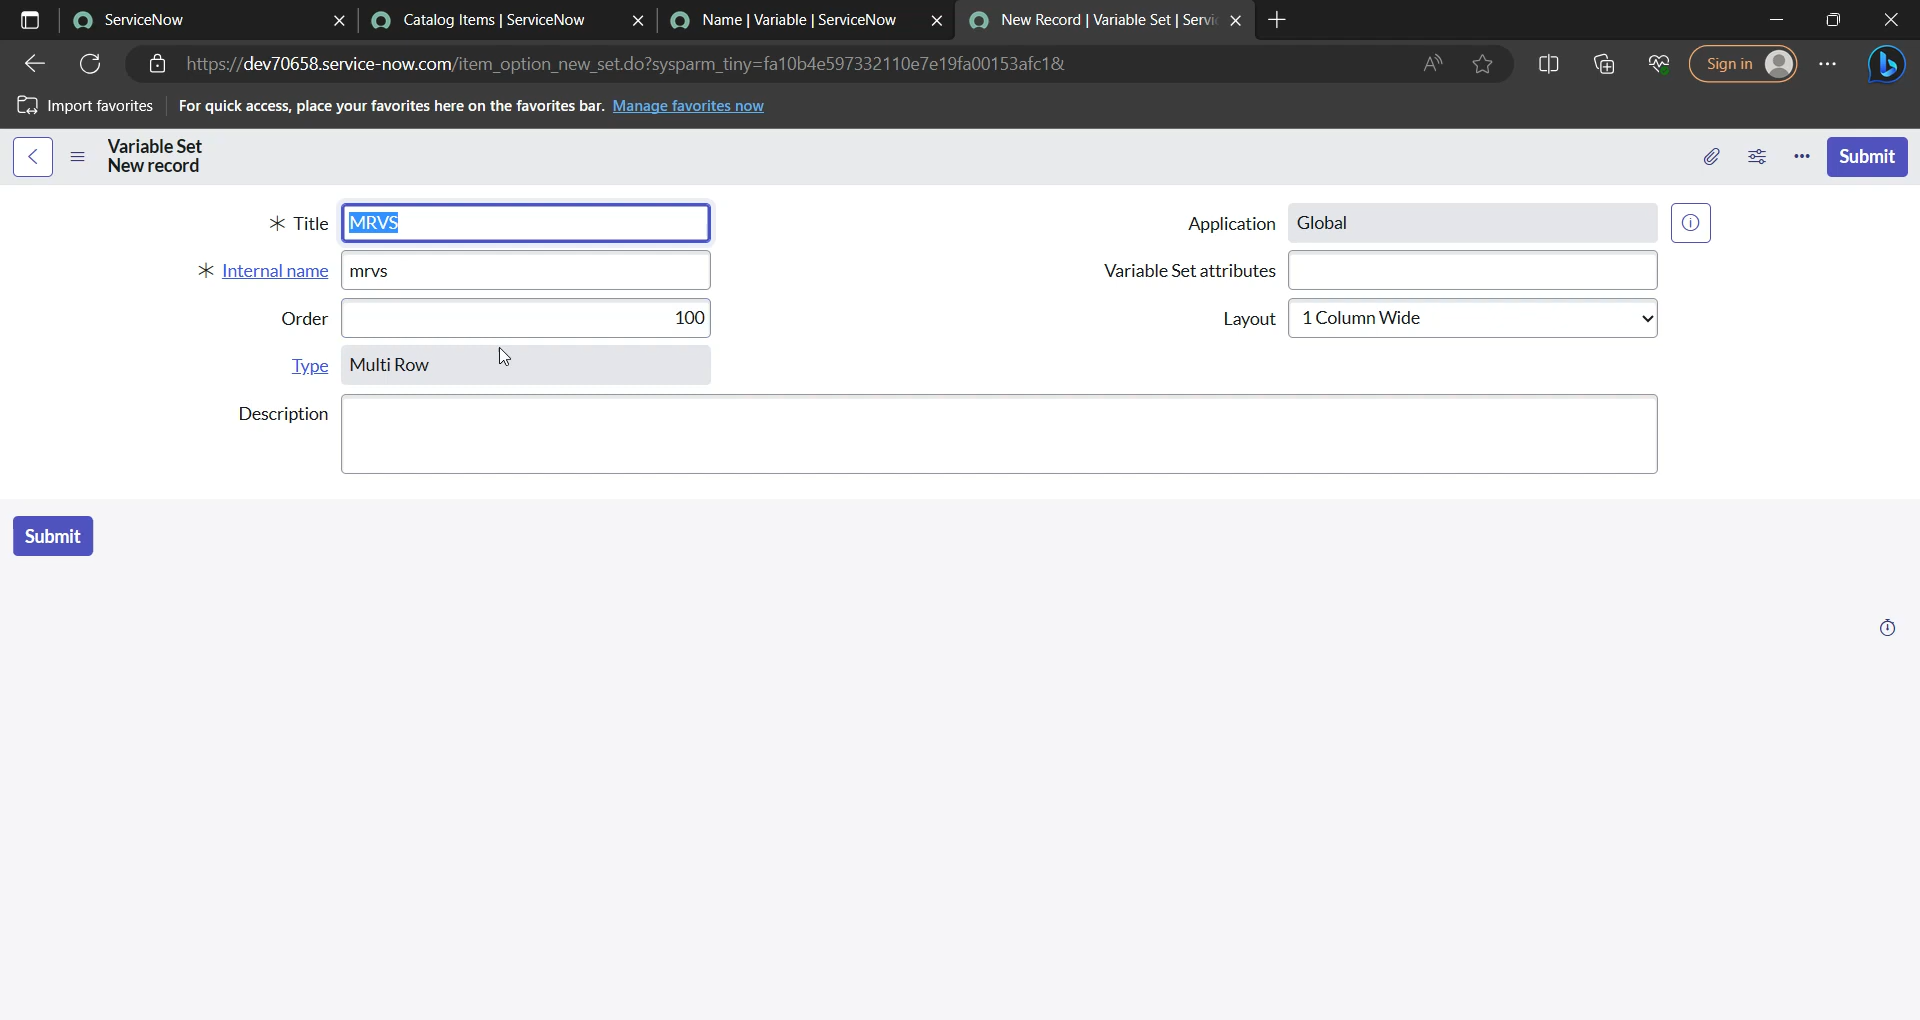 ServiceNow
Catalog Items | ServiceNow
Name | Variable | ServiceNow
New Record | Variable Set | Servic
https://dev70658.service-now.com/item_option_new_set.do?sysparm_tiny=fa10b4e597332110e7e19fa00153afc1&
Sign in
Import favorites
For quick access, place your favorites here on the favorites bar. Manage favorites now
Variable Set
New record
Submit
* Title MRVS
Application Global
* Internal name mrvs
Variable Set attributes
Order 100
Layout 1 Column Wide
Type Multi Row
Description
Submit